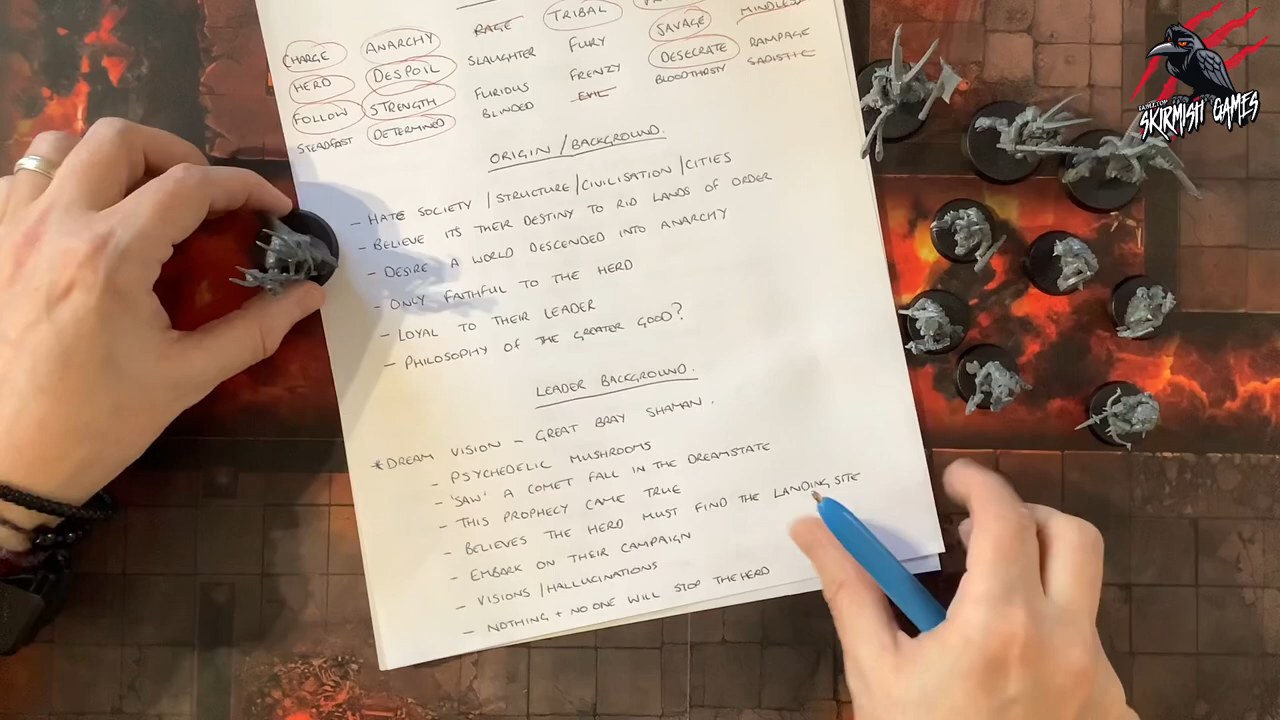 RAGE
TRIBAL
MINDLESS
CHARGE ANARCHY SLAUGHTER FURY SAVAGE RAMPAGE
HERD DESPOIL FURIOUS FRENZY DESECRATE SADISTIC
FOLLOW STRENGTH BLINDED EVIL BLOODTHIRSTY
STEADFAST DETERMINED
ORIGIN/BACKGROUND.
- HATE SOCIETY / STRUCTURE / CIVILISATION / CITIES
- BELIEVE ITS THEIR DESTINY TO RID LANDS OF ORDER
- DESIRE A WORLD DESCENDED INTO ANARCHY
- ONLY FAITHFUL TO THE HERD
- LOYAL TO THEIR LEADER
- PHILOSOPHY OF THE GREATER GOOD?
LEADER BACKGROUND.
*DREAM VISION - GREAT BRAY SHAMAN.
- PSYCHEDELIC MUSHROOMS
- 'SAW' A COMET FALL IN THE DREAMSTATE
- THIS PROPHECY CAME TRUE
- BELIEVES THE HERD MUST FIND THE LANDING SITE
- EMBARK ON THEIR CAMPAIGN
- VISIONS / HALLUCINATIONS
- NOTHING + NO ONE WILL STOP THE HERD
TABLETOP
SKIRMISH GAMES